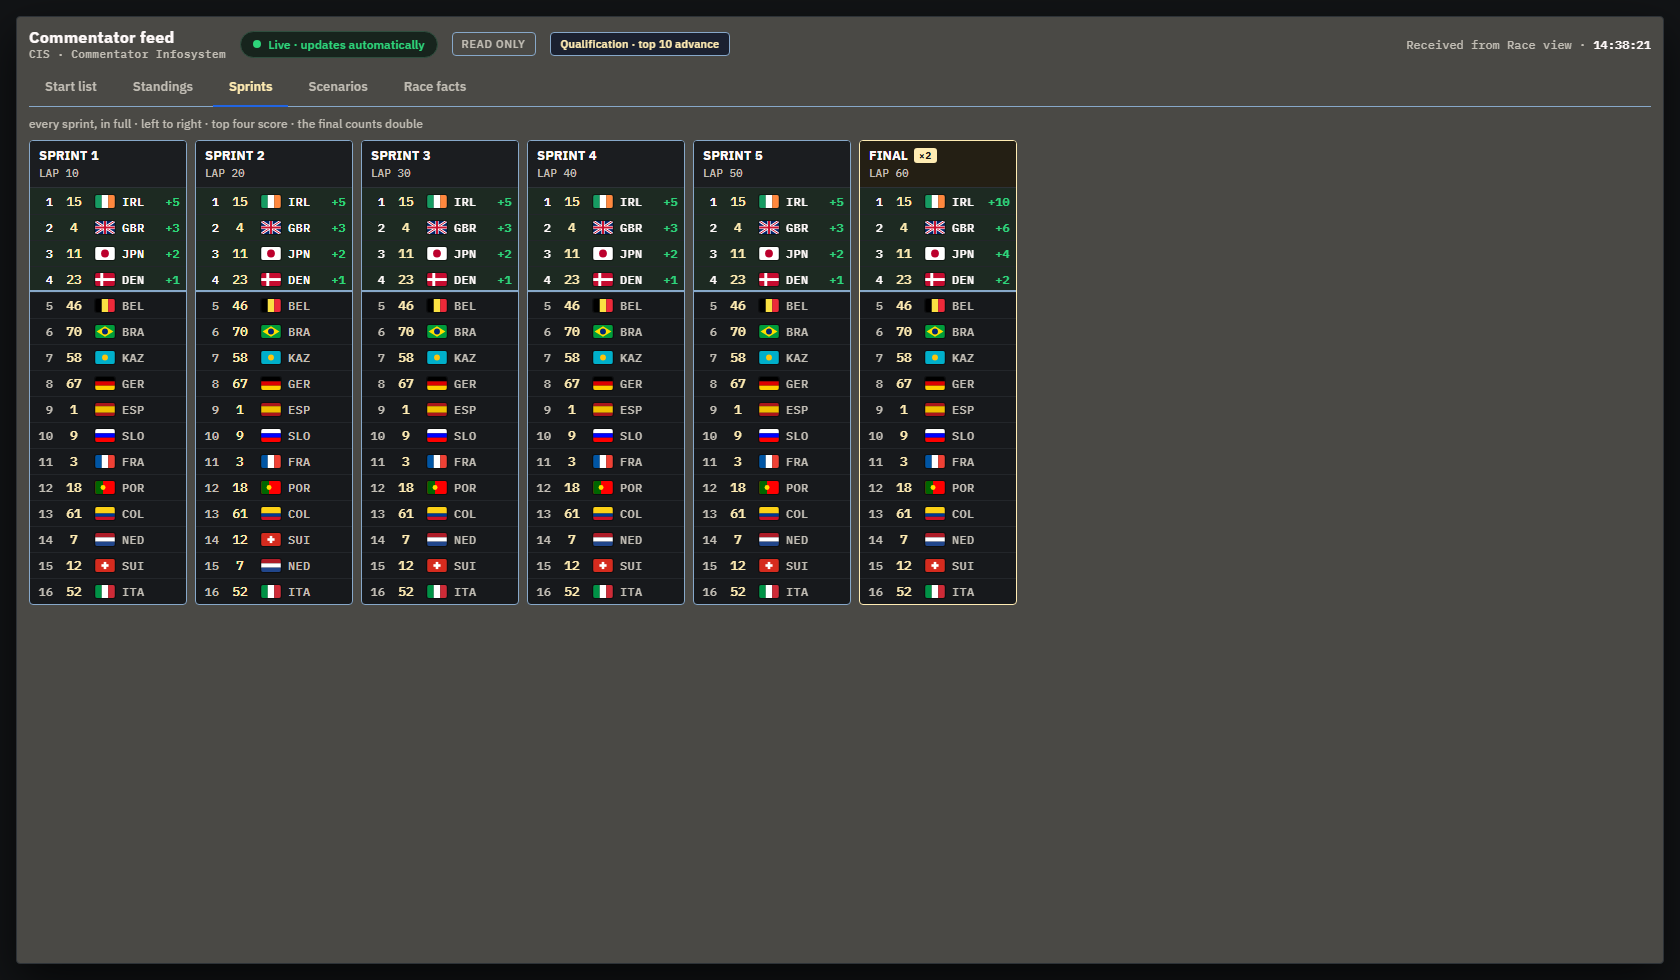 Commentator feed
CIS · Commentator Infosystem
Live · updates automatically
READ ONLY
Qualification · top 10 advance
Received from Race view · 14:38:21
Start list Standings Sprints Scenarios Race facts
every sprint, in full · left to right · top four score · the final counts double
SPRINT 1
LAP 10
1 15 IRL +5
2 4 GBR +3
3 11 JPN +2
4 23 DEN +1
5 46 BEL
6 70 BRA
7 58 KAZ
8 67 GER
9 1 ESP
10 9 SLO
11 3 FRA
12 18 POR
13 61 COL
14 7 NED
15 12 SUI
16 52 ITA
SPRINT 2
LAP 20
1 15 IRL +5
2 4 GBR +3
3 11 JPN +2
4 23 DEN +1
5 46 BEL
6 70 BRA
7 58 KAZ
8 67 GER
9 1 ESP
10 9 SLO
11 3 FRA
12 18 POR
13 61 COL
14 12 SUI
15 7 NED
16 52 ITA
SPRINT 3
LAP 30
1 15 IRL +5
2 4 GBR +3
3 11 JPN +2
4 23 DEN +1
5 46 BEL
6 70 BRA
7 58 KAZ
8 67 GER
9 1 ESP
10 9 SLO
11 3 FRA
12 18 POR
13 61 COL
14 7 NED
15 12 SUI
16 52 ITA
SPRINT 4
LAP 40
1 15 IRL +5
2 4 GBR +3
3 11 JPN +2
4 23 DEN +1
5 46 BEL
6 70 BRA
7 58 KAZ
8 67 GER
9 1 ESP
10 9 SLO
11 3 FRA
12 18 POR
13 61 COL
14 7 NED
15 12 SUI
16 52 ITA
SPRINT 5
LAP 50
1 15 IRL +5
2 4 GBR +3
3 11 JPN +2
4 23 DEN +1
5 46 BEL
6 70 BRA
7 58 KAZ
8 67 GER
9 1 ESP
10 9 SLO
11 3 FRA
12 18 POR
13 61 COL
14 7 NED
15 12 SUI
16 52 ITA
FINAL ×2
LAP 60
1 15 IRL +10
2 4 GBR +6
3 11 JPN +4
4 23 DEN +2
5 46 BEL
6 70 BRA
7 58 KAZ
8 67 GER
9 1 ESP
10 9 SLO
11 3 FRA
12 18 POR
13 61 COL
14 7 NED
15 12 SUI
16 52 ITA